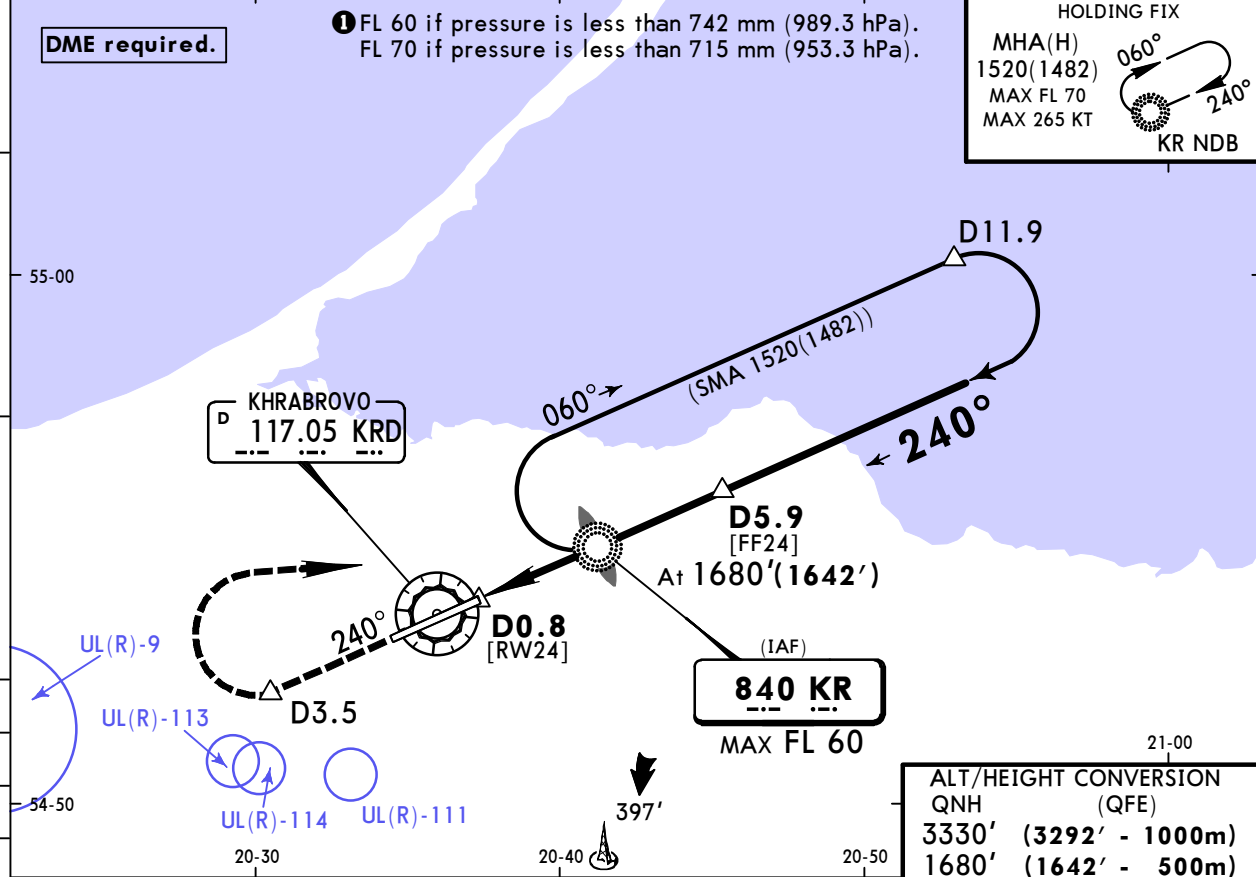 DME required.
❶ FL 60 if pressure is less than 742 mm (989.3 hPa).
FL 70 if pressure is less than 715 mm (953.3 hPa).
HOLDING FIX
MHA(H)
1520(1482)
MAX FL 70
MAX 265 KT
060°
240°
KR NDB
D11.9
55-00
(SMA 1520(1482))
060°
240°
KHRABROVO
D 117.05 KRD
D5.9
[FF24]
At 1680′(1642′)
240°
D0.8
[RW24]
(IAF)
840 KR
MAX FL 60
UL(R)-9
D3.5
UL(R)-113
UL(R)-114
UL(R)-111
397′
21-00
54-50
20-30
20-40
20-50
ALT/HEIGHT CONVERSION
QNH (QFE)
3330′ (3292′ - 1000m)
1680′ (1642′ - 500m)